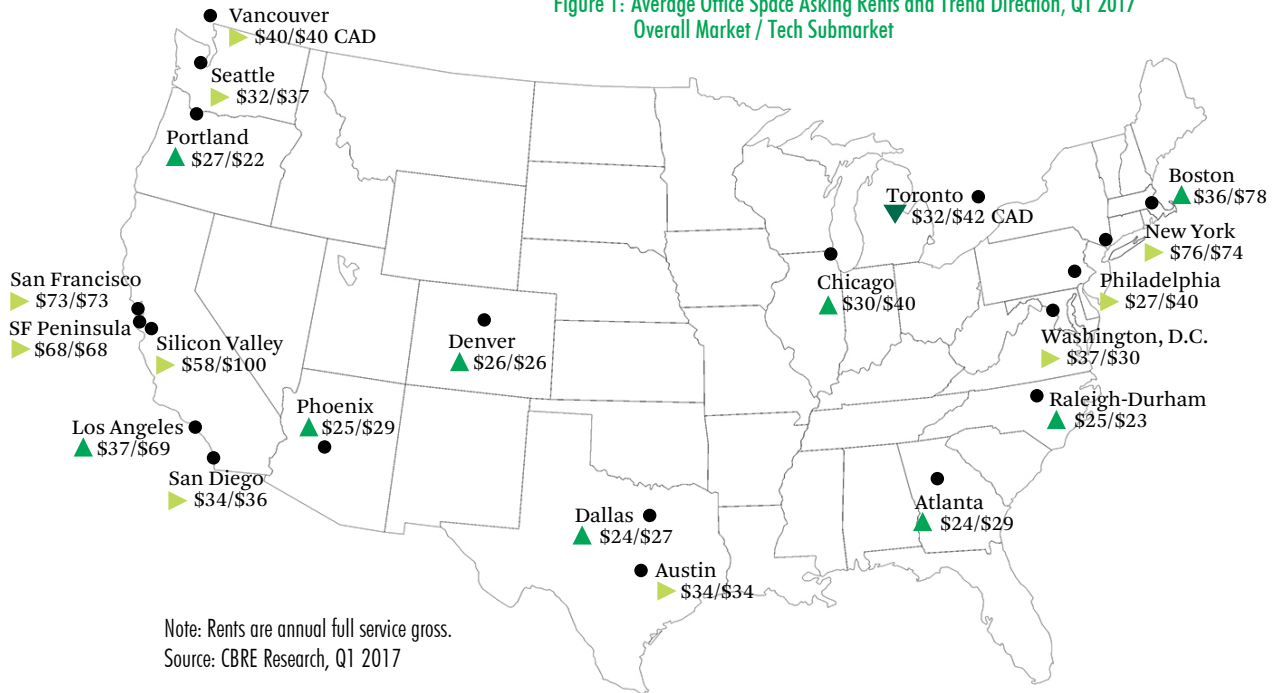 Figure 1: Average Office Space Asking Rents and Trend Direction, Q1 2017
Overall Market / Tech Submarket
Vancouver
$40/$40 CAD
Seattle
$32/$37
Portland
$27/$22
San Francisco
$73/$73
SF Peninsula
$68/$68
Silicon Valley
$58/$100
Los Angeles
$37/$69
San Diego
$34/$36
Phoenix
$25/$29
Denver
$26/$26
Dallas
$24/$27
Austin
$34/$34
Chicago
$30/$40
Toronto
$32/$42 CAD
Boston
$36/$78
New York
$76/$74
Philadelphia
$27/$40
Washington, D.C.
$37/$30
Raleigh-Durham
$25/$23
Atlanta
$24/$29
Note: Rents are annual full service gross.
Source: CBRE Research, Q1 2017